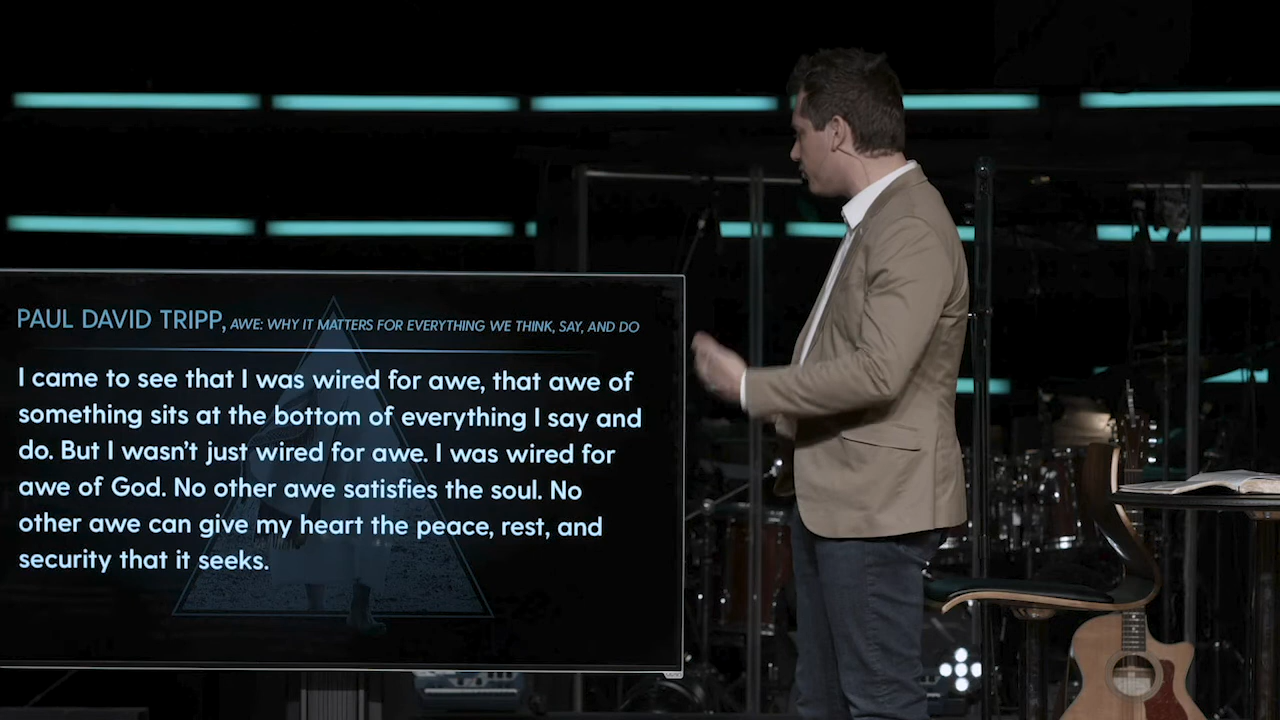 PAUL DAVID TRIPP, AWE: WHY IT MATTERS FOR EVERYTHING WE THINK, SAY, AND DO
I came to see that I was wired for awe, that awe of
something sits at the bottom of everything I say and
do. But I wasn't just wired for awe. I was wired for
awe of God. No other awe satisfies the soul. No
other awe can give my heart the peace, rest, and
security that it seeks.